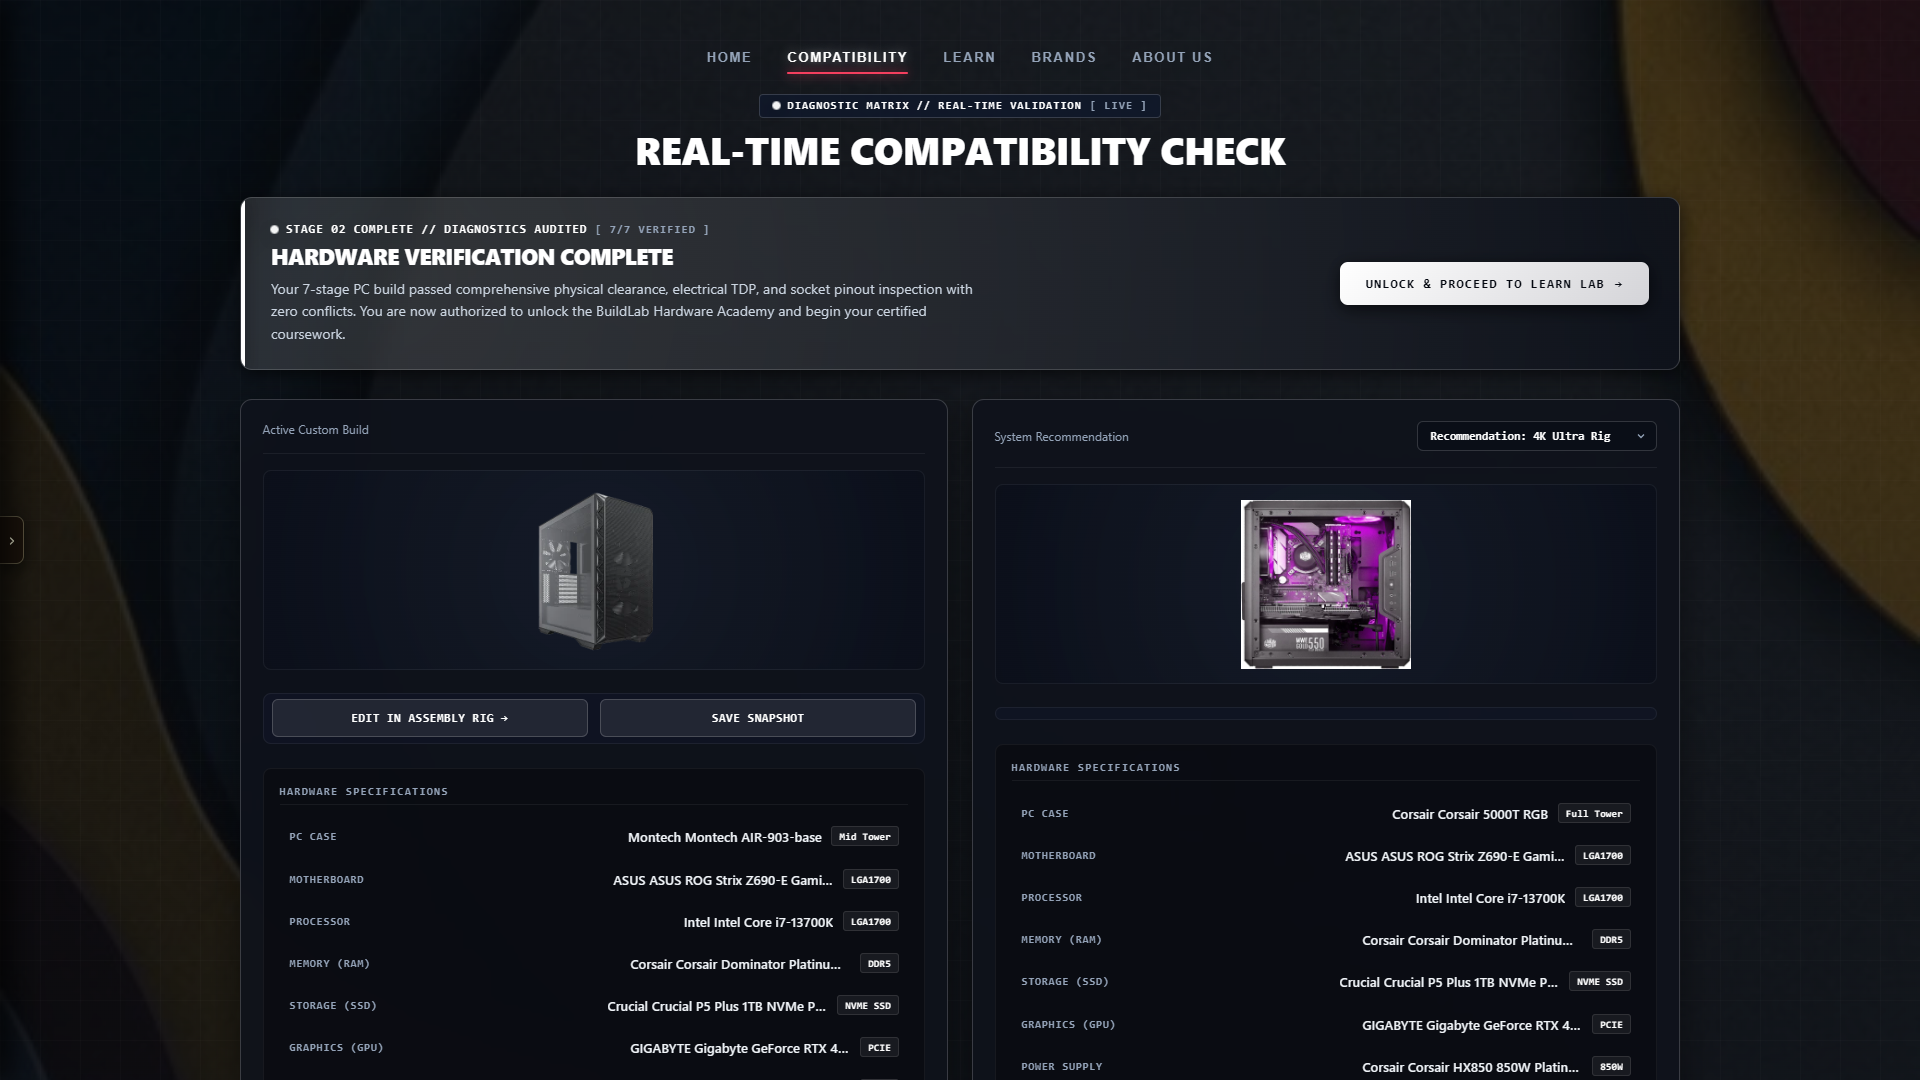 HOME COMPATIBILITY LEARN BRANDS ABOUT US
DIAGNOSTIC MATRIX // REAL-TIME VALIDATION [ LIVE ]
REAL-TIME COMPATIBILITY CHECK
STAGE 02 COMPLETE // DIAGNOSTICS AUDITED [ 7/7 VERIFIED ]
HARDWARE VERIFICATION COMPLETE
Your 7-stage PC build passed comprehensive physical clearance, electrical TDP, and socket pinout inspection with
zero conflicts. You are now authorized to unlock the BuildLab Hardware Academy and begin your certified
coursework.
UNLOCK & PROCEED TO LEARN LAB →
Active Custom Build
EDIT IN ASSEMBLY RIG →
SAVE SNAPSHOT
HARDWARE SPECIFICATIONS
PC CASE Montech Montech AIR-903-base Mid Tower
MOTHERBOARD ASUS ASUS ROG Strix Z690-E Gami... LGA1700
PROCESSOR Intel Intel Core i7-13700K LGA1700
MEMORY (RAM) Corsair Corsair Dominator Platinu... DDR5
STORAGE (SSD) Crucial Crucial P5 Plus 1TB NVMe P... NVME SSD
GRAPHICS (GPU) GIGABYTE Gigabyte GeForce RTX 4... PCIE
System Recommendation
Recommendation: 4K Ultra Rig
550
HARDWARE SPECIFICATIONS
PC CASE Corsair Corsair 5000T RGB Full Tower
MOTHERBOARD ASUS ASUS ROG Strix Z690-E Gami... LGA1700
PROCESSOR Intel Intel Core i7-13700K LGA1700
MEMORY (RAM) Corsair Corsair Dominator Platinu... DDR5
STORAGE (SSD) Crucial Crucial P5 Plus 1TB NVMe P... NVME SSD
GRAPHICS (GPU) GIGABYTE Gigabyte GeForce RTX 4... PCIE
POWER SUPPLY Corsair Corsair HX850 850W Platin... 850W